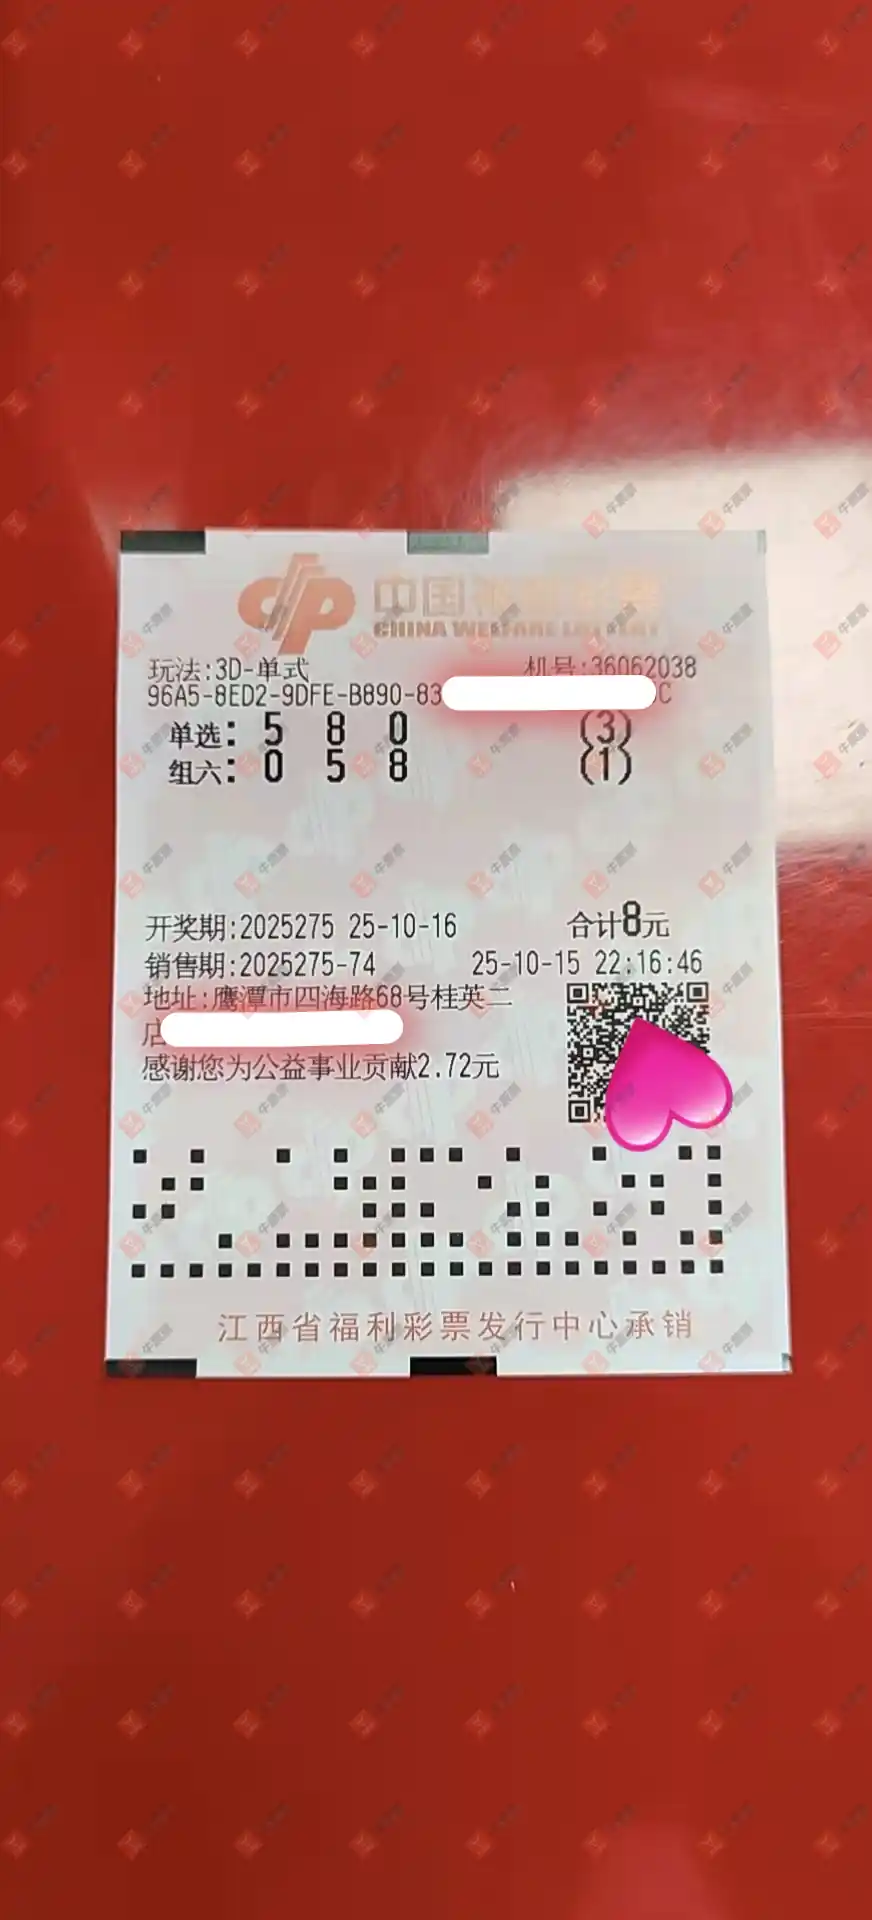 中国福利彩票
CHINA WELFARE LOTTERY
玩法:3D-单式 机号:36062038
96A5-8ED2-9DFE-B890-83 C
单选: 5 8 0 (3)
组六: 0 5 8 (1)
开奖期:2025275 25-10-16 合计8元
销售期:2025275-74 25-10-15 22:16:46
地址:鹰潭市四海路68号桂英二
店
感谢您为公益事业贡献2.72元
江西省福利彩票发行中心承销